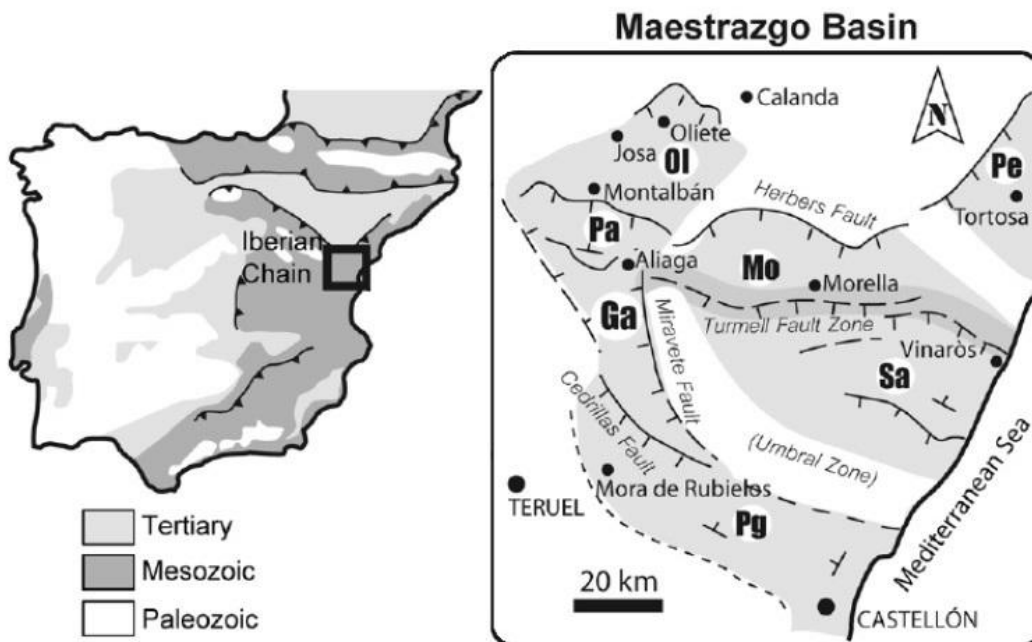 Maestrazgo Basin
Iberian
Chain
Tertiary
Mesozoic
Paleozoic
N
Calanda
Oliete
Josa
Ol
Pe
Montalbán
Tortosa
Herbers Fault
Pa
Aliaga
Mo
Morella
Ga
Miravete Fault
Turmell Fault Zone
Vinaròs
Sa
Cedrillas Fault
(Umbral Zone)
Mediterranean Sea
TERUEL
Mora de Rubielos
Pg
20 km
CASTELLÓN